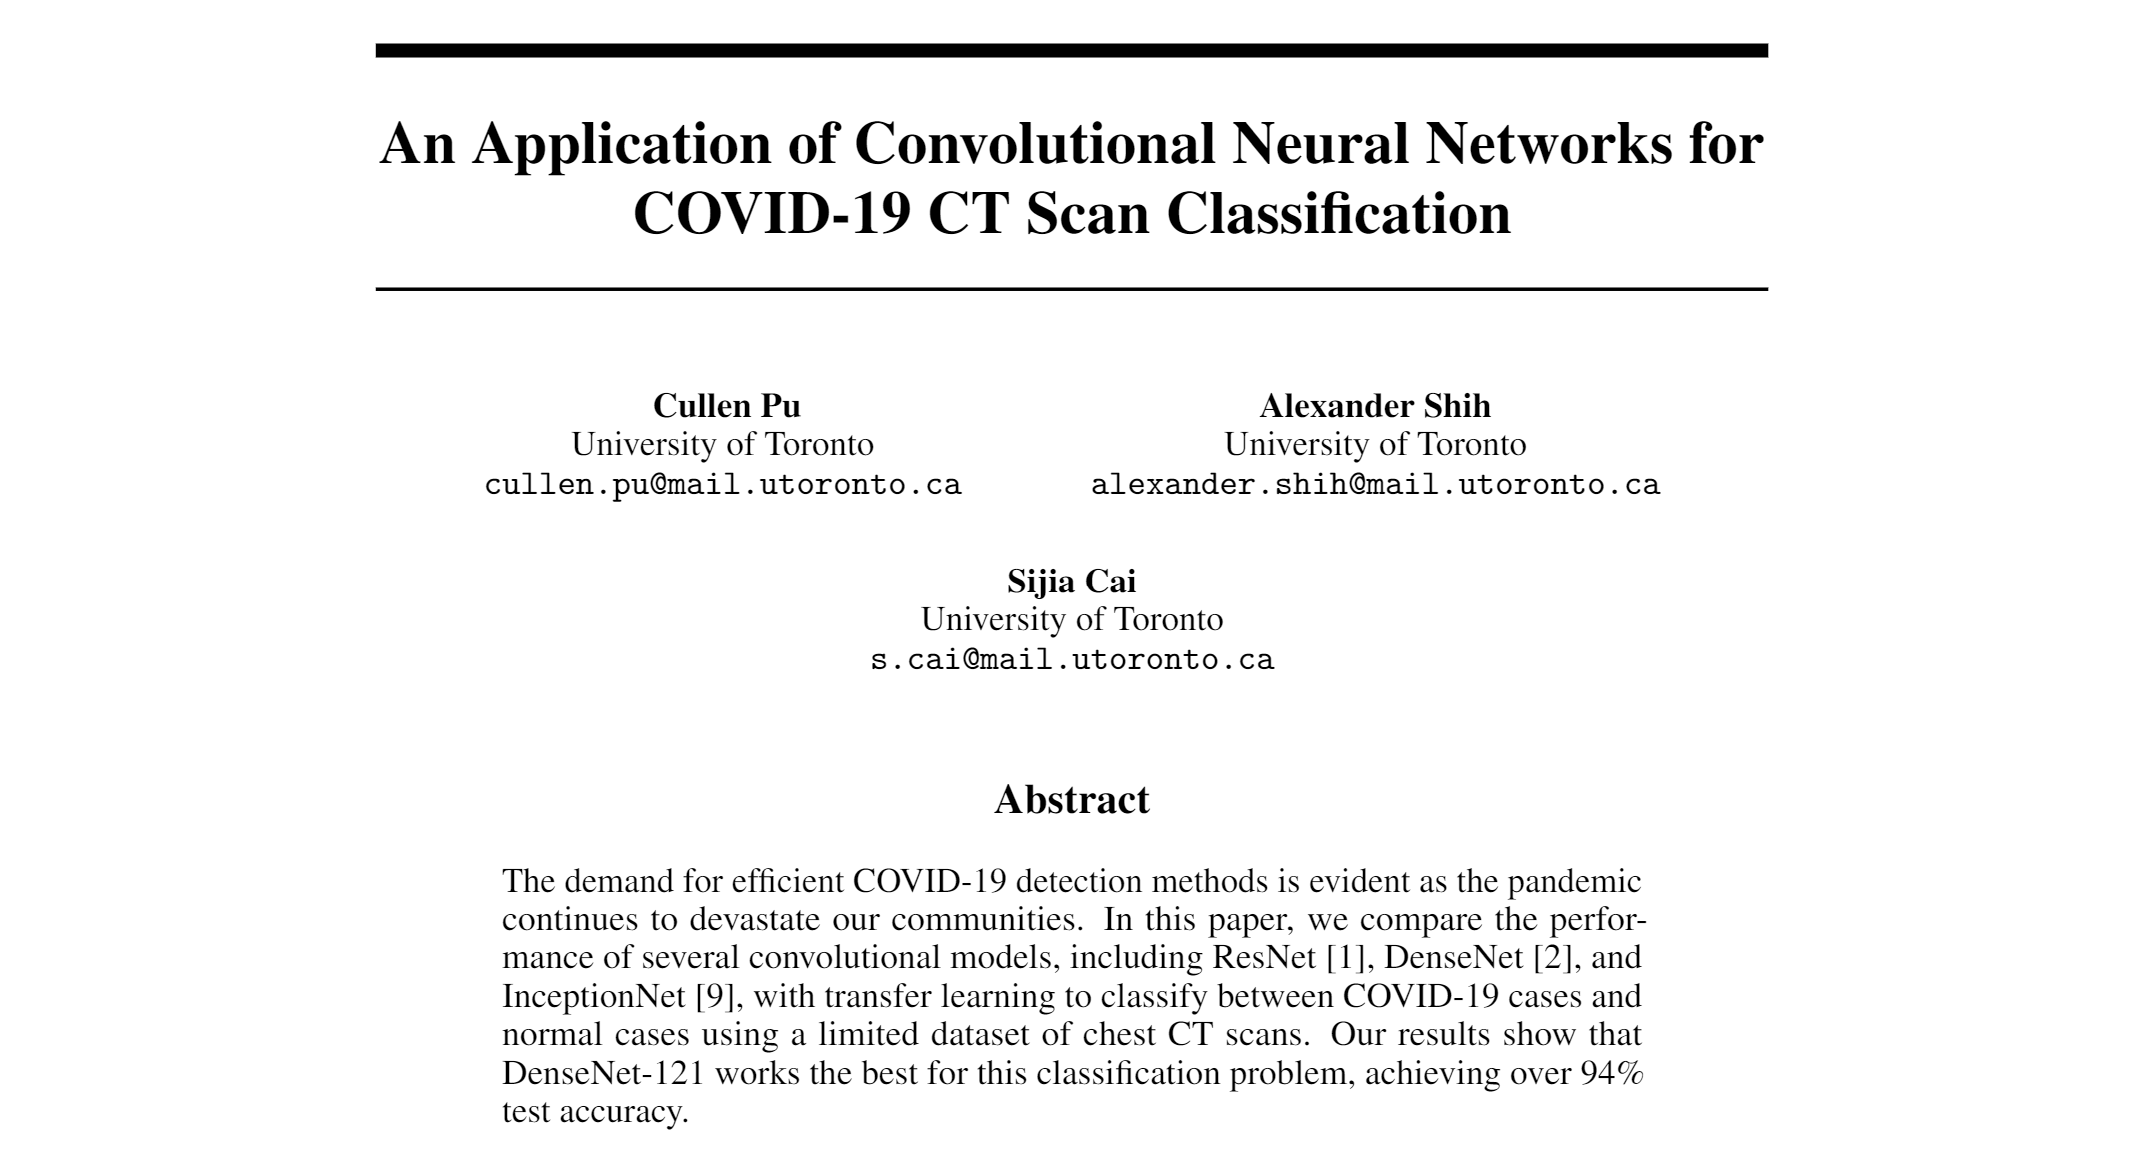 An Application of Convolutional Neural Networks for
COVID-19 CT Scan Classification
Cullen Pu
University of Toronto
cullen.pu@mail.utoronto.ca
Alexander Shih
University of Toronto
alexander.shih@mail.utoronto.ca
Sijia Cai
University of Toronto
s.cai@mail.utoronto.ca
Abstract
The demand for efficient COVID-19 detection methods is evident as the pandemic
continues to devastate our communities. In this paper, we compare the perfor-
mance of several convolutional models, including ResNet [1], DenseNet [2], and
InceptionNet [9], with transfer learning to classify between COVID-19 cases and
normal cases using a limited dataset of chest CT scans. Our results show that
DenseNet-121 works the best for this classification problem, achieving over 94%
test accuracy.